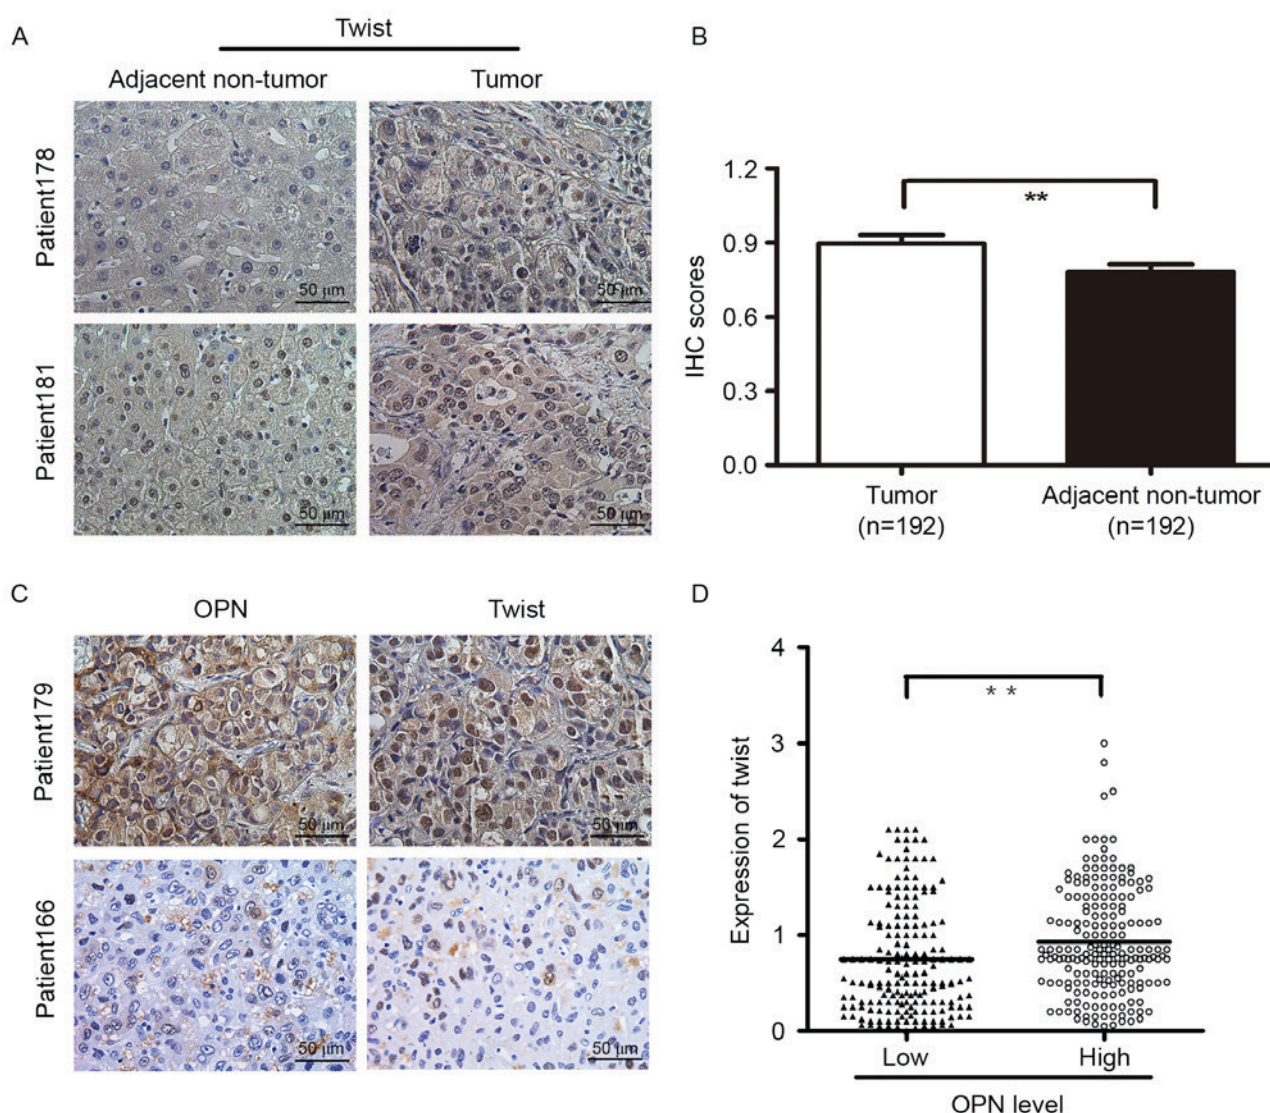 A
Twist
Adjacent non-tumor
Tumor
Patient178
50 µm
50 µm
Patient181
50 µm
50 µm
B
IHC scores
1.2
0.9
0.6
0.3
0.0
**
Tumor
(n=192)
Adjacent non-tumor
(n=192)
C
OPN
Twist
Patient179
50 µm
50 µm
Patient166
50 µm
50 µm
D
Expression of twist
4
3
2
1
0
* *
Low
High
OPN level